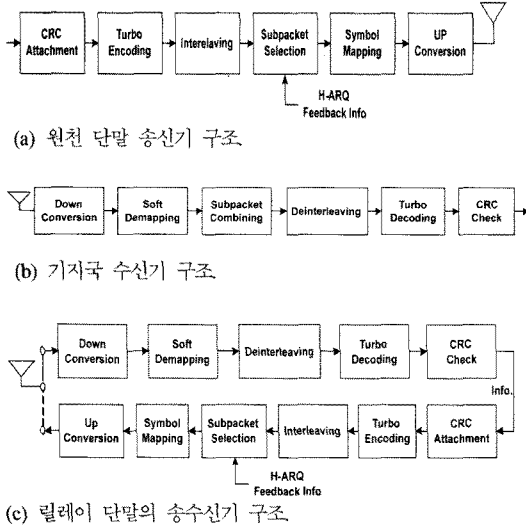 CRC
Attachment
Turbo
Encoding
Interelaving
Subpacket
Selection
Symbol
Mapping
UP
Conversion
H-ARQ
Feedback Info
(a) 원천 단말 송신기 구조
Down
Conversion
Soft
Demapping
Subpacket
Combining
Deinterleaving
Turbo
Decoding
CRC
Check
(b) 기지국 수신기 구조
Down
Conversion
Soft
Demapping
Deinterleaving
Turbo
Decoding
CRC
Check
Info.
Up
Conversion
Symbol
Mapping
Subpacket
Selection
Interleaving
Turbo
Encoding
CRC
Attachment
H-ARQ
Feedback Info
(c) 릴레이 단말의 송수신기 구조